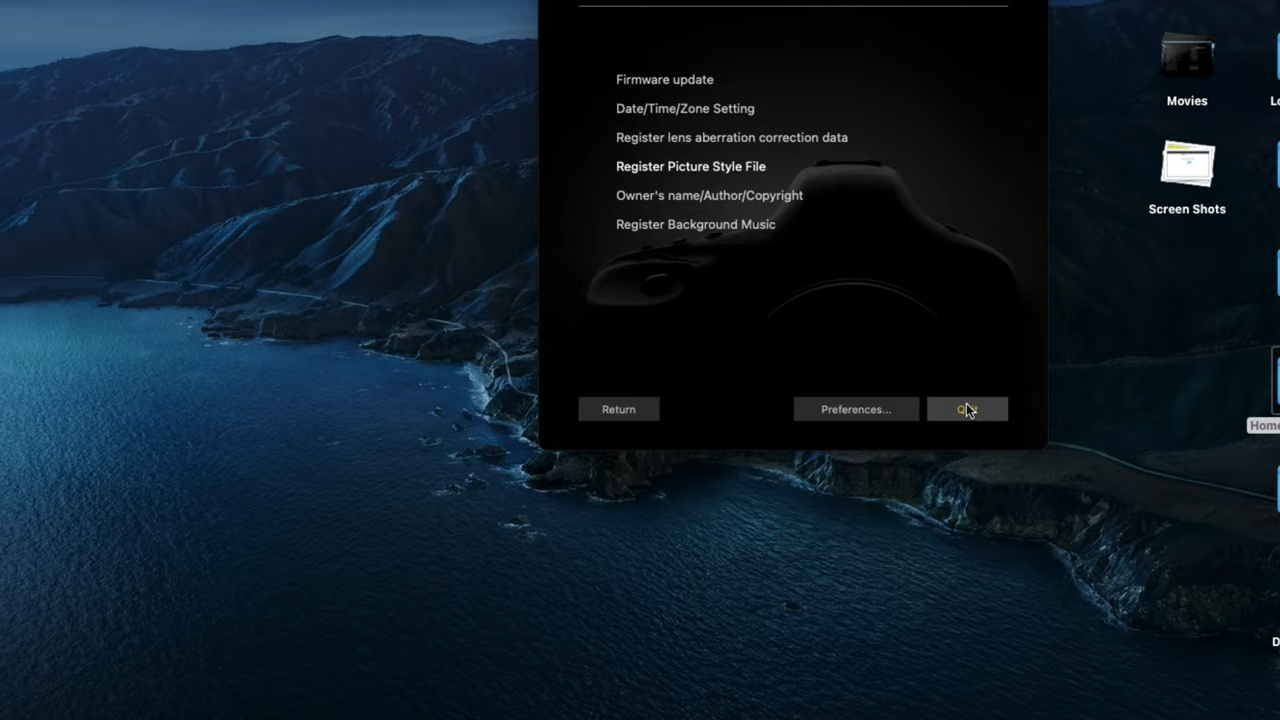 Firmware update
Date/Time/Zone Setting
Register lens aberration correction data
Register Picture Style File
Owner's name/Author/Copyright
Register Background Music
Return
Preferences...
Movies
Screen Shots
Home